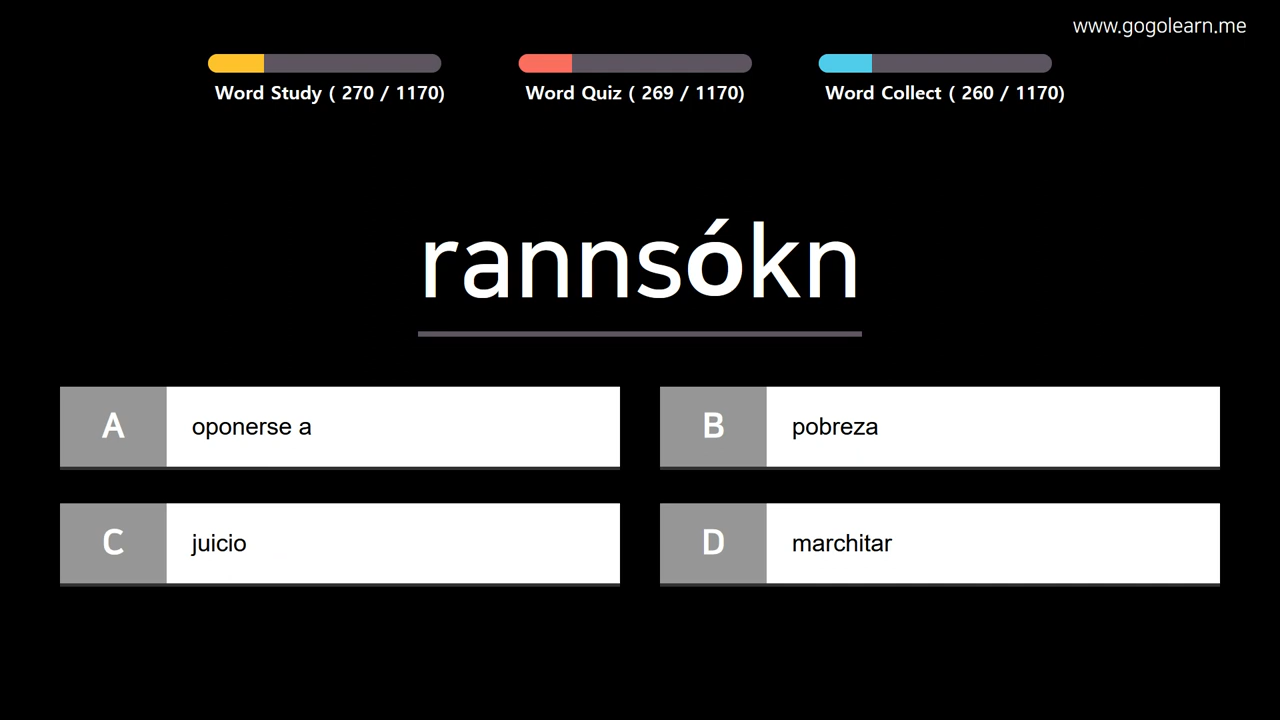 www.gogolearn.me
Word Study ( 270 / 1170)
Word Quiz ( 269 / 1170)
Word Collect ( 260 / 1170)
rannsókn
A oponerse a
B pobreza
C juicio
D marchitar